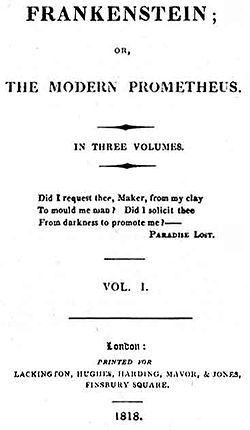 FRANKENSTEIN;
OR,
THE MODERN PROMETHEUS.
IN THREE VOLUMES.
Did I request thee, Maker, from my clay
To mould me man? Did I solicit thee
From darkness to promote me?——
PARADISE LOST.
VOL. I.
London:
PRINTED FOR
LACKINGTON, HUGHES, HARDING, MAVOR, & JONES,
FINSBURY SQUARE.
1818.